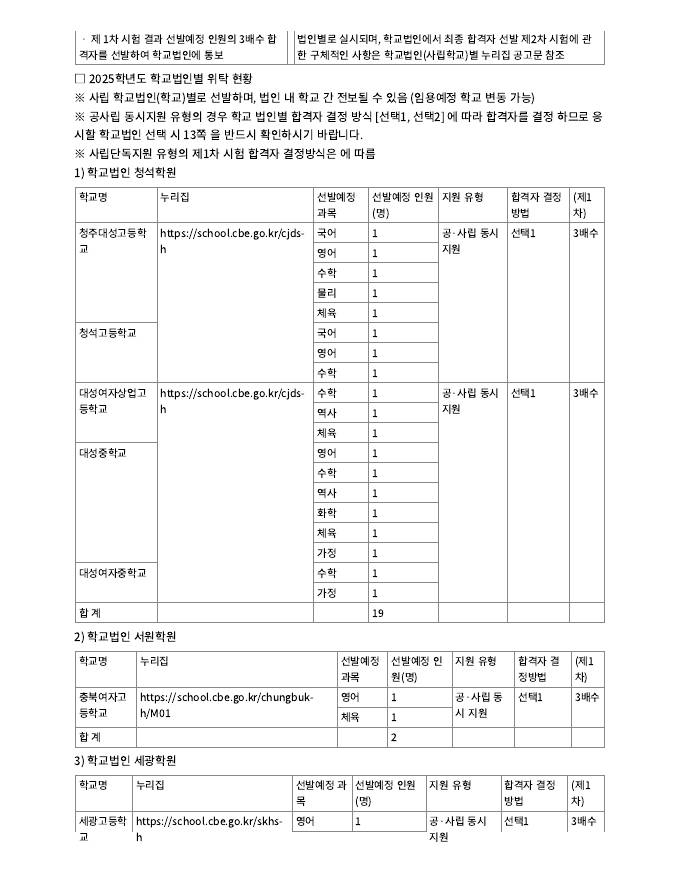 · 제 1차 시험 결과 선발예정 인원의 3배수 합
격자를 선발하여 학교법인에 통보
법인별로 실시되며, 학교법인에서 최종 합격자 선발 제2차 시험에 관
한 구체적인 사항은 학교법인(사립학교)별 누리집 공고문 참조
□ 2025학년도 학교법인별 위탁 현황
※ 사립 학교법인(학교)별로 선발하며, 법인 내 학교 간 전보될 수 있음 (임용예정 학교 변동 가능)
※ 공사립 동시지원 유형의 경우 학교 법인별 합격자 결정 방식 [선택1, 선택2] 에 따라 합격자를 결정 하므로 응
시할 학교법인 선택 시 13쪽 을 반드시 확인하시기 바랍니다.
※ 사립단독지원 유형의 제1차 시험 합격자 결정방식은 에 따름
1) 학교법인 청석학원
학교명 누리집 선발예정 과목 선발예정 인원 (명) 지원 유형 합격자 결정 방법 (제1차)
청주대성고등학교 https://school.cbe.go.kr/cjds-h 국어 1 공·사립 동시 지원 선택1 3배수
영어 1
수학 1
물리 1
체육 1
청석고등학교 국어 1
영어 1
수학 1
대성여자상업고등학교 https://school.cbe.go.kr/cjds-h 수학 1 공·사립 동시 지원 선택1 3배수
역사 1
체육 1
대성중학교 영어 1
수학 1
역사 1
화학 1
체육 1
가정 1
대성여자중학교 수학 1
가정 1
합 계 19
2) 학교법인 서원학원
학교명 누리집 선발예정 과목 선발예정 인원(명) 지원 유형 합격자 결정방법 (제1차)
충북여자고등학교 https://school.cbe.go.kr/chungbuk-h/M01 영어 1 공·사립 동시 지원 선택1 3배수
체육 1
합 계 2
3) 학교법인 세광학원
학교명 누리집 선발예정 과목 선발예정 인원 (명) 지원 유형 합격자 결정 방법 (제1차)
세광고등학교 https://school.cbe.go.kr/skhs-h 영어 1 공·사립 동시 지원 선택1 3배수